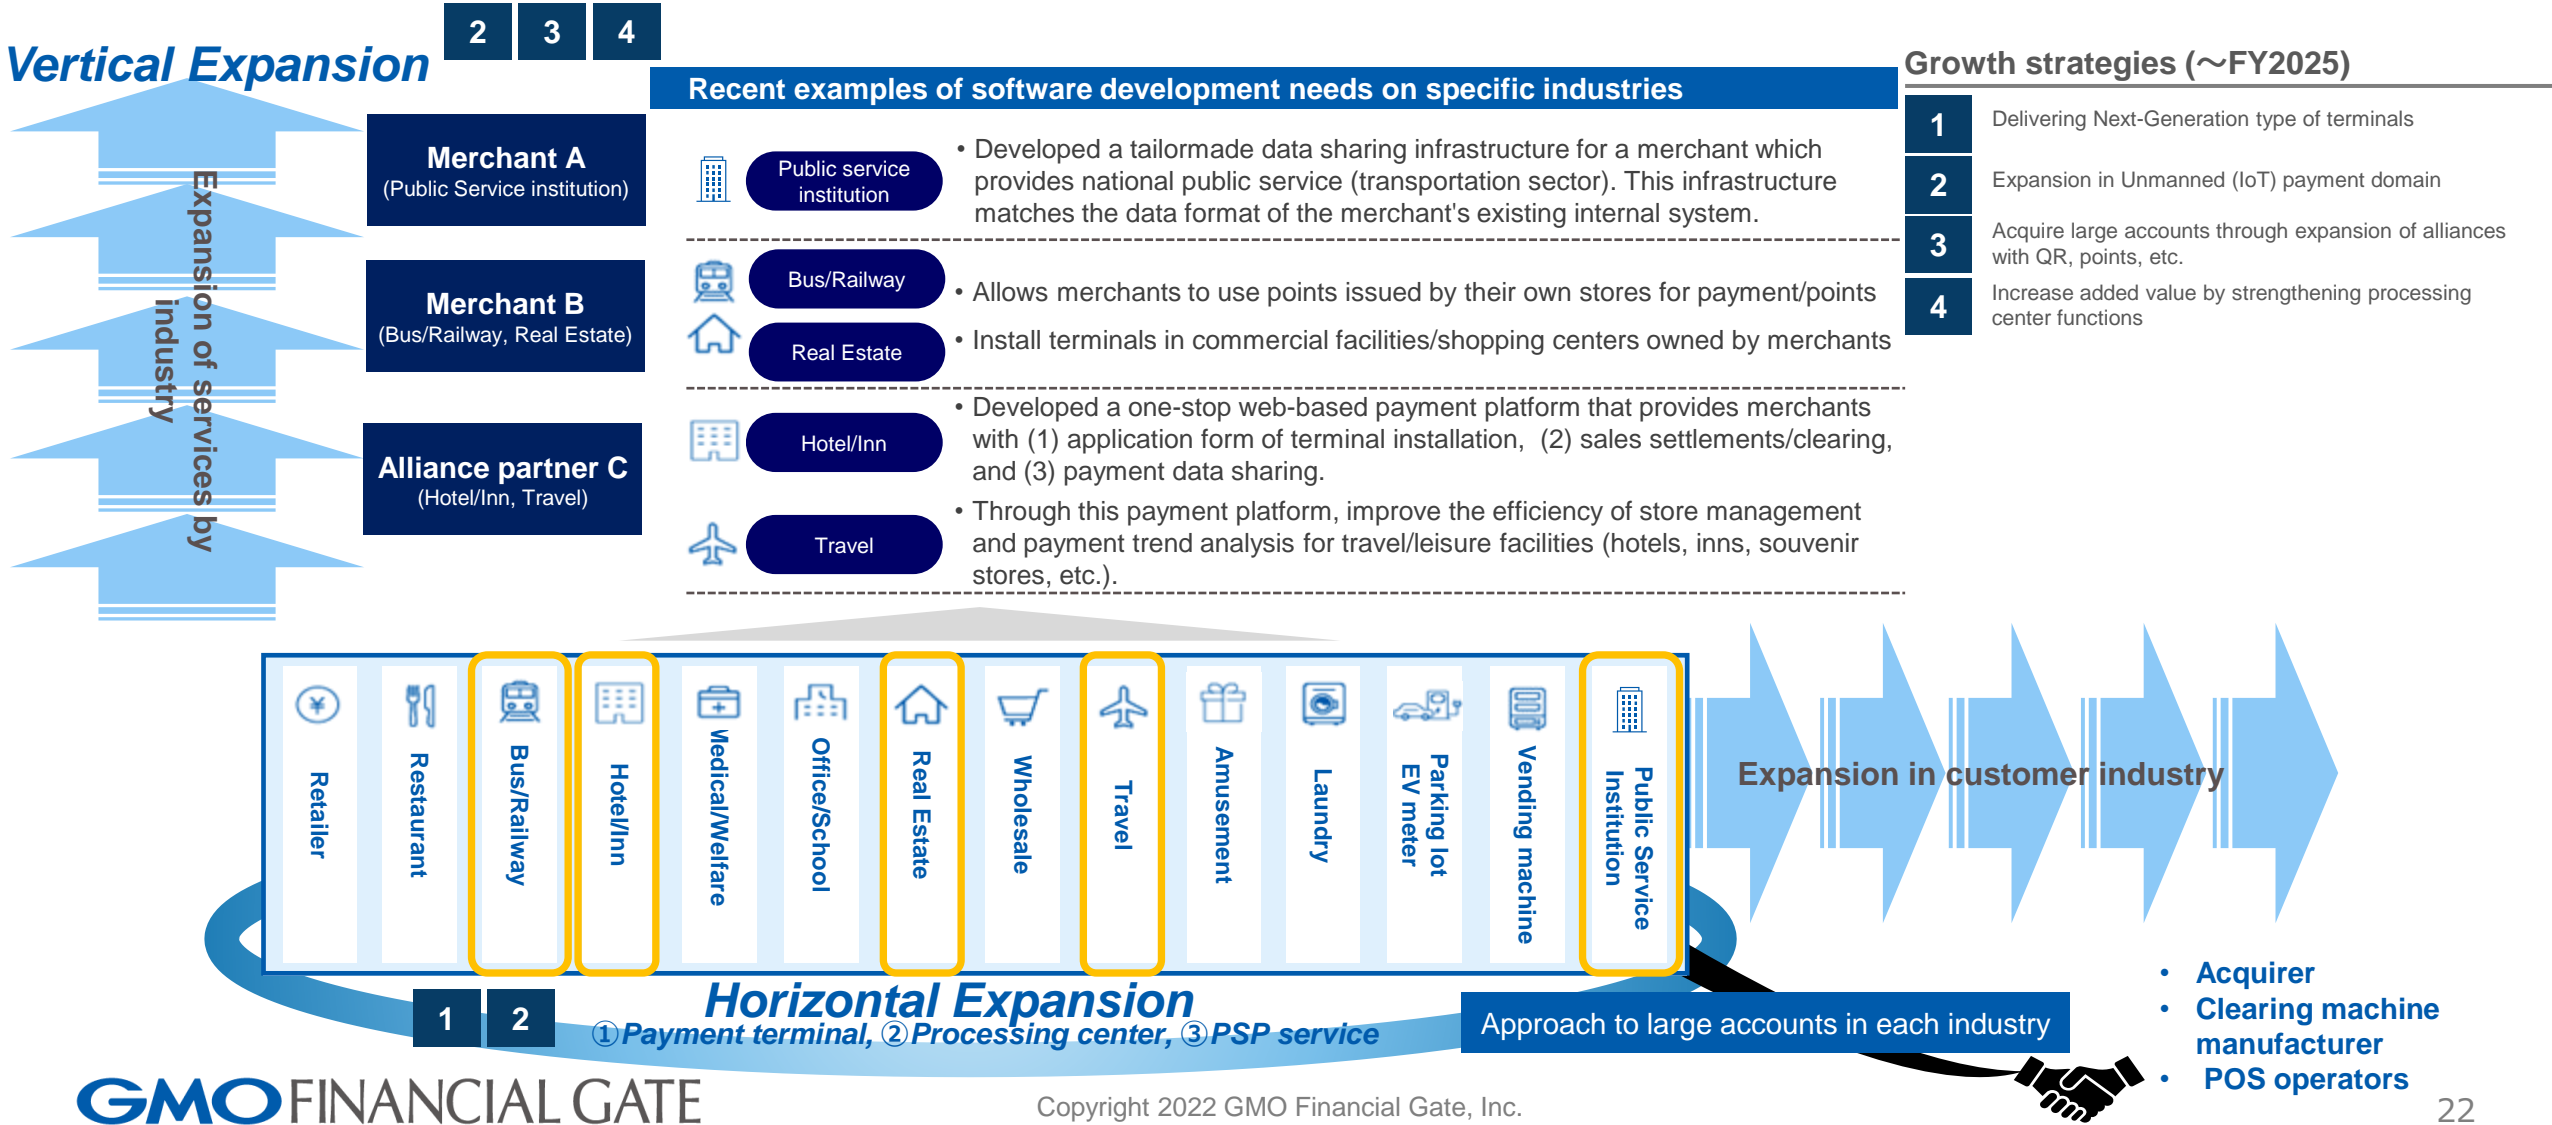 Vertical Expansion
2 3 4
Expansion of services by
industry
Merchant A
(Public Service institution)
Merchant B
(Bus/Railway, Real Estate)
Alliance partner C
(Hotel/Inn, Travel)
Recent examples of software development needs on specific industries
Public service
institution
• Developed a tailormade data sharing infrastructure for a merchant which
provides national public service (transportation sector). This infrastructure
matches the data format of the merchant's existing internal system.
Bus/Railway
• Allows merchants to use points issued by their own stores for payment/points
Real Estate
• Install terminals in commercial facilities/shopping centers owned by merchants
Hotel/Inn
• Developed a one-stop web-based payment platform that provides merchants
with (1) application form of terminal installation, (2) sales settlements/clearing,
and (3) payment data sharing.
Travel
• Through this payment platform, improve the efficiency of store management
and payment trend analysis for travel/leisure facilities (hotels, inns, souvenir
stores, etc.).
Growth strategies (～FY2025)
1
Delivering Next-Generation type of terminals
2
Expansion in Unmanned (IoT) payment domain
3
Acquire large accounts through expansion of alliances
with QR, points, etc.
4
Increase added value by strengthening processing
center functions
¥
Retailer
Restaurant
Bus/Railway
Hotel/Inn
Medical/Welfare
Office/School
Real Estate
Wholesale
Travel
Amusement
Laundry
Parking lot
EV meter
Vending machine
Public Service
Institution
Expansion in customer industry
1 2
Horizontal Expansion
①Payment terminal, ②Processing center, ③PSP service
Approach to large accounts in each industry
• Acquirer
• Clearing machine
manufacturer
• POS operators
GMO FINANCIAL GATE
Copyright 2022 GMO Financial Gate, Inc.
22